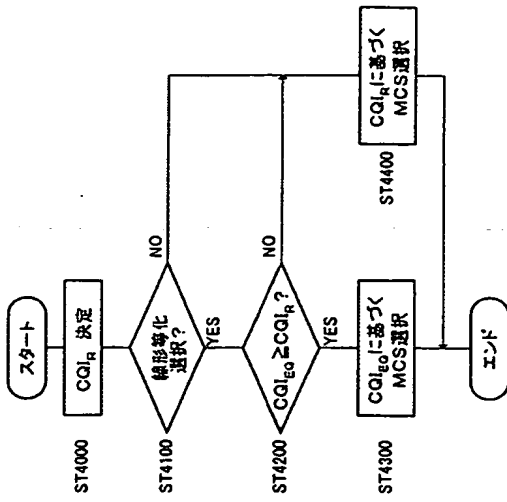 スタート
ST4000
CQI_R 決定
ST4100
線形等化
選択？
NO
YES
ST4200
CQI_EQ≧CQI_R？
NO
YES
ST4300
CQI_EQに基づく
MCS選択
ST4400
CQI_Rに基づく
MCS選択
エンド